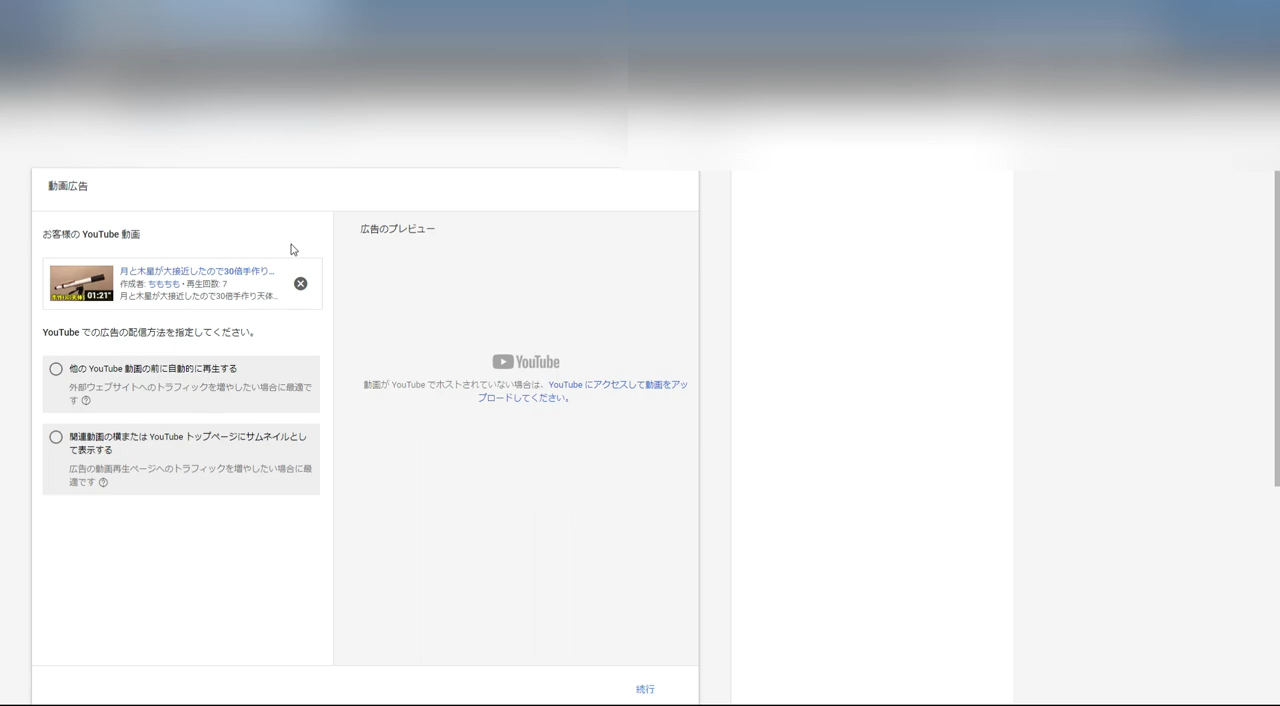 動画広告
お客様の YouTube 動画
広告のプレビュー
月と木星が大接近したので30倍手作り...
作成者: ちもちも • 再生回数: 7
月と木星が大接近したので30倍手作り天体...
01:21"
YouTube での広告の配信方法を指定してください。
他の YouTube 動画の前に自動的に再生する
外部ウェブサイトへのトラフィックを増やしたい場合に最適で
す
関連動画の横または YouTube トップページにサムネイルとし
て表示する
広告の動画再生ページへのトラフィックを増やしたい場合に最
適です
YouTube
動画が YouTube でホストされていない場合は、YouTube にアクセスして動画をアッ
プロードしてください。
続行